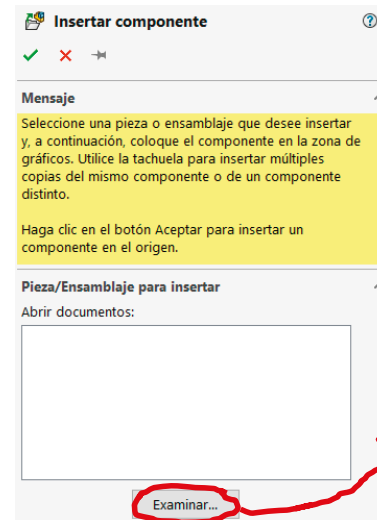 Insertar componente
Mensaje
Seleccione una pieza o ensamblaje que desee insertar
y, a continuación, coloque el componente en la zona de
gráficos. Utilice la tachuela para insertar múltiples
copias del mismo componente o de un componente
distinto.
Haga clic en el botón Aceptar para insertar un
componente en el origen.
Pieza/Ensamblaje para insertar
Abrir documentos:
Examinar...